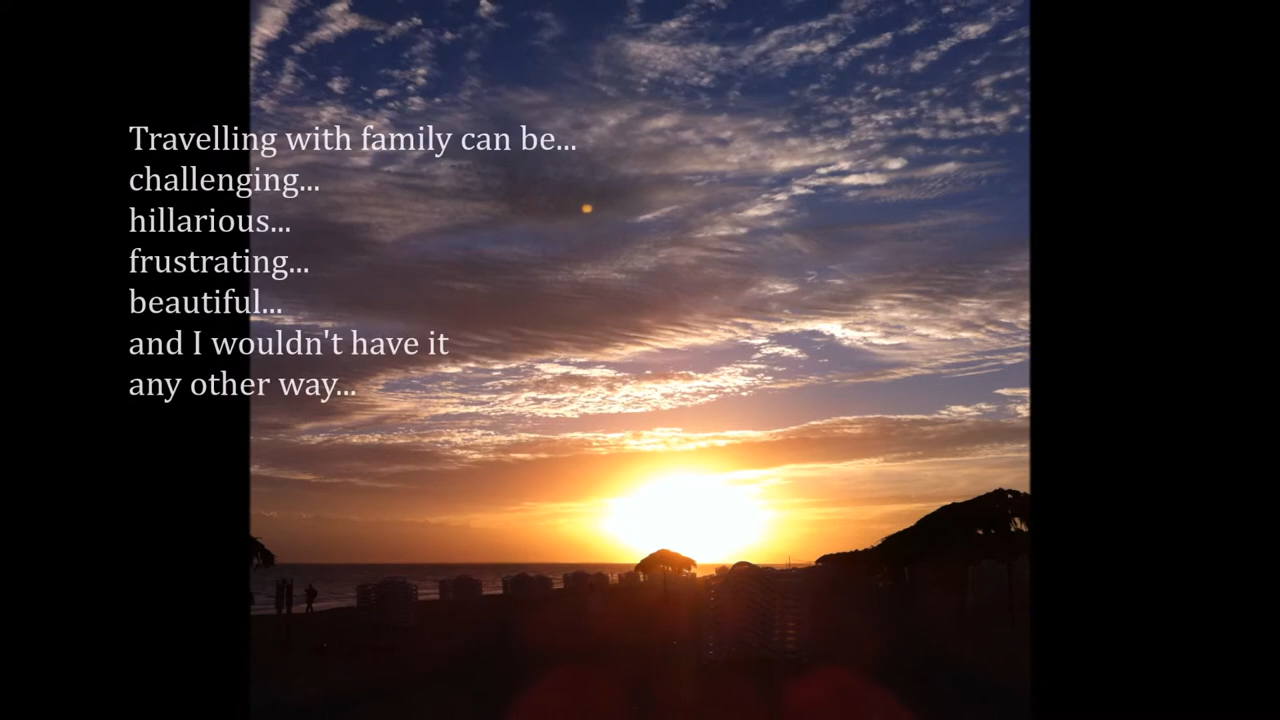 Travelling with family can be...
challenging...
hillarious...
frustrating...
beautiful...
and I wouldn't have it
any other way...